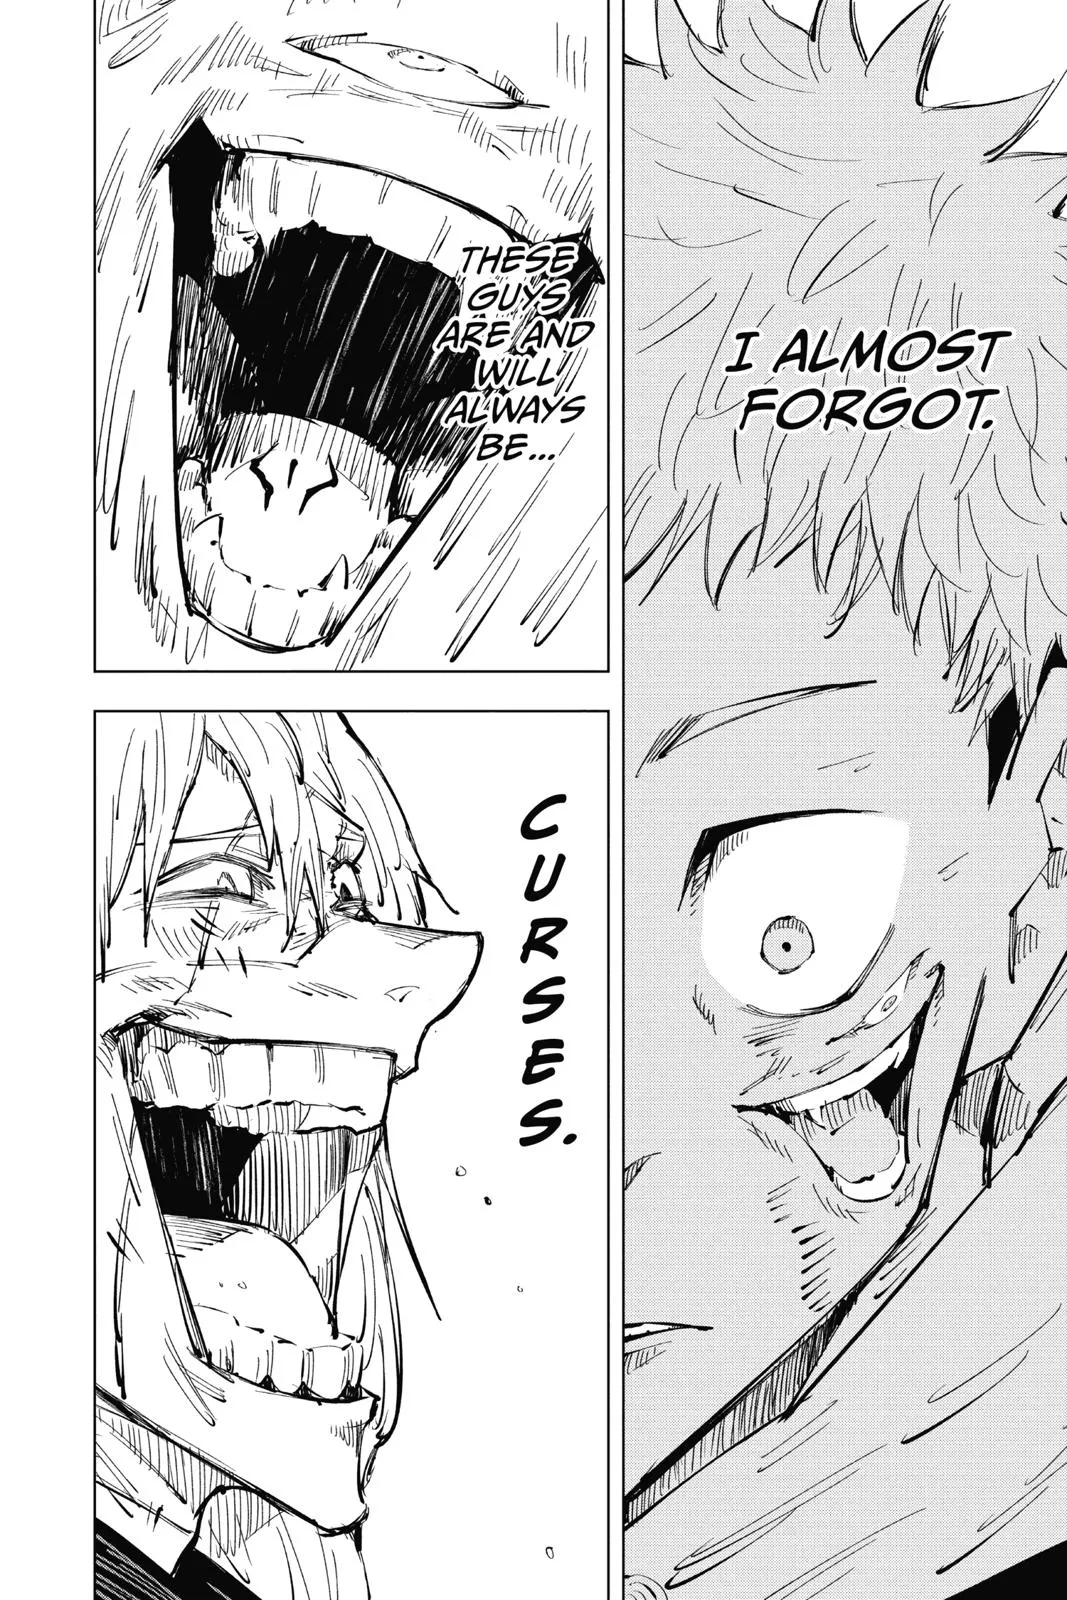 I ALMOST
FORGOT.
THESE
GUYS
ARE AND
WILL
ALWAYS
BE...
CURSES.